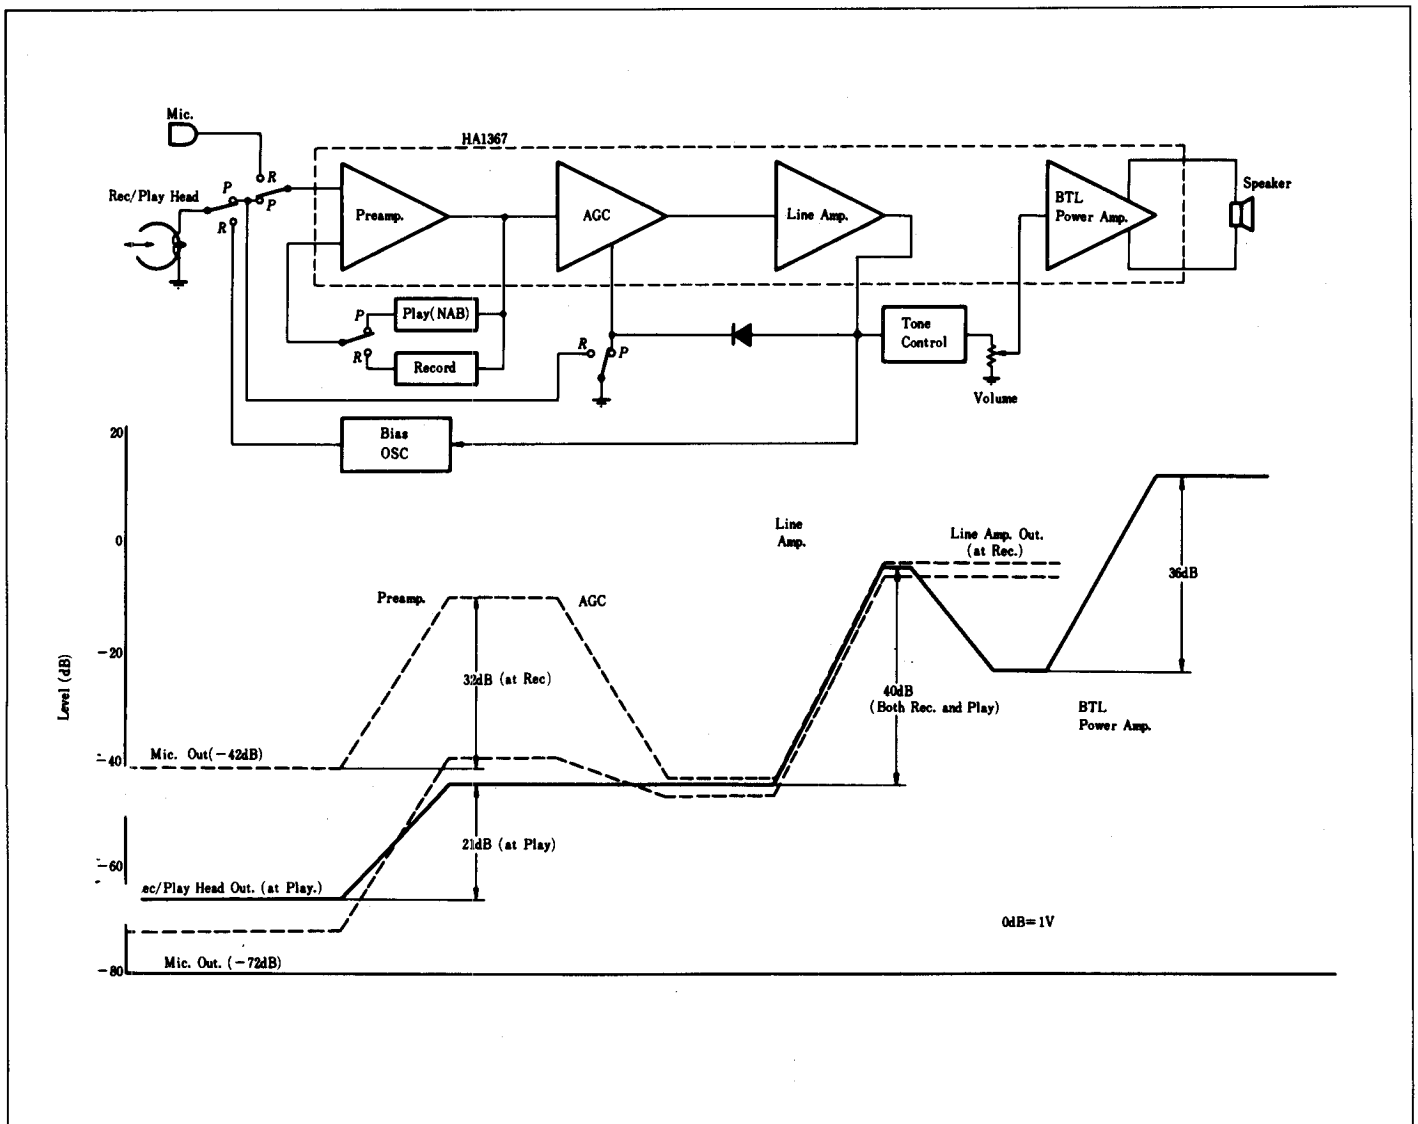 Mic.
HA1367
Rec/Play Head
P
R
P
R
Preamp.
AGC
Line Amp.
BTL
Power Amp.
Speaker
P
Play(NAB)
R
Record
R
P
Tone
Control
Volume
Bias
OSC
20
0
-20
-40
-60
-80
Level (dB)
Line
Amp.
Line Amp. Out.
(at Rec.)
36dB
Preamp.
AGC
32dB (at Rec)
40dB
(Both Rec. and Play)
BTL
Power Amp.
Mic. Out(-42dB)
21dB (at Play)
ec/Play Head Out. (at Play.)
0dB=1V
Mic. Out. (-72dB)